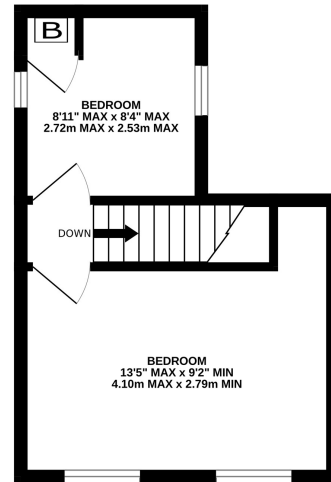 B
BEDROOM
8'11" MAX x 8'4" MAX
2.72m MAX x 2.53m MAX
DOWN
BEDROOM
13'5" MAX x 9'2" MIN
4.10m MAX x 2.79m MIN